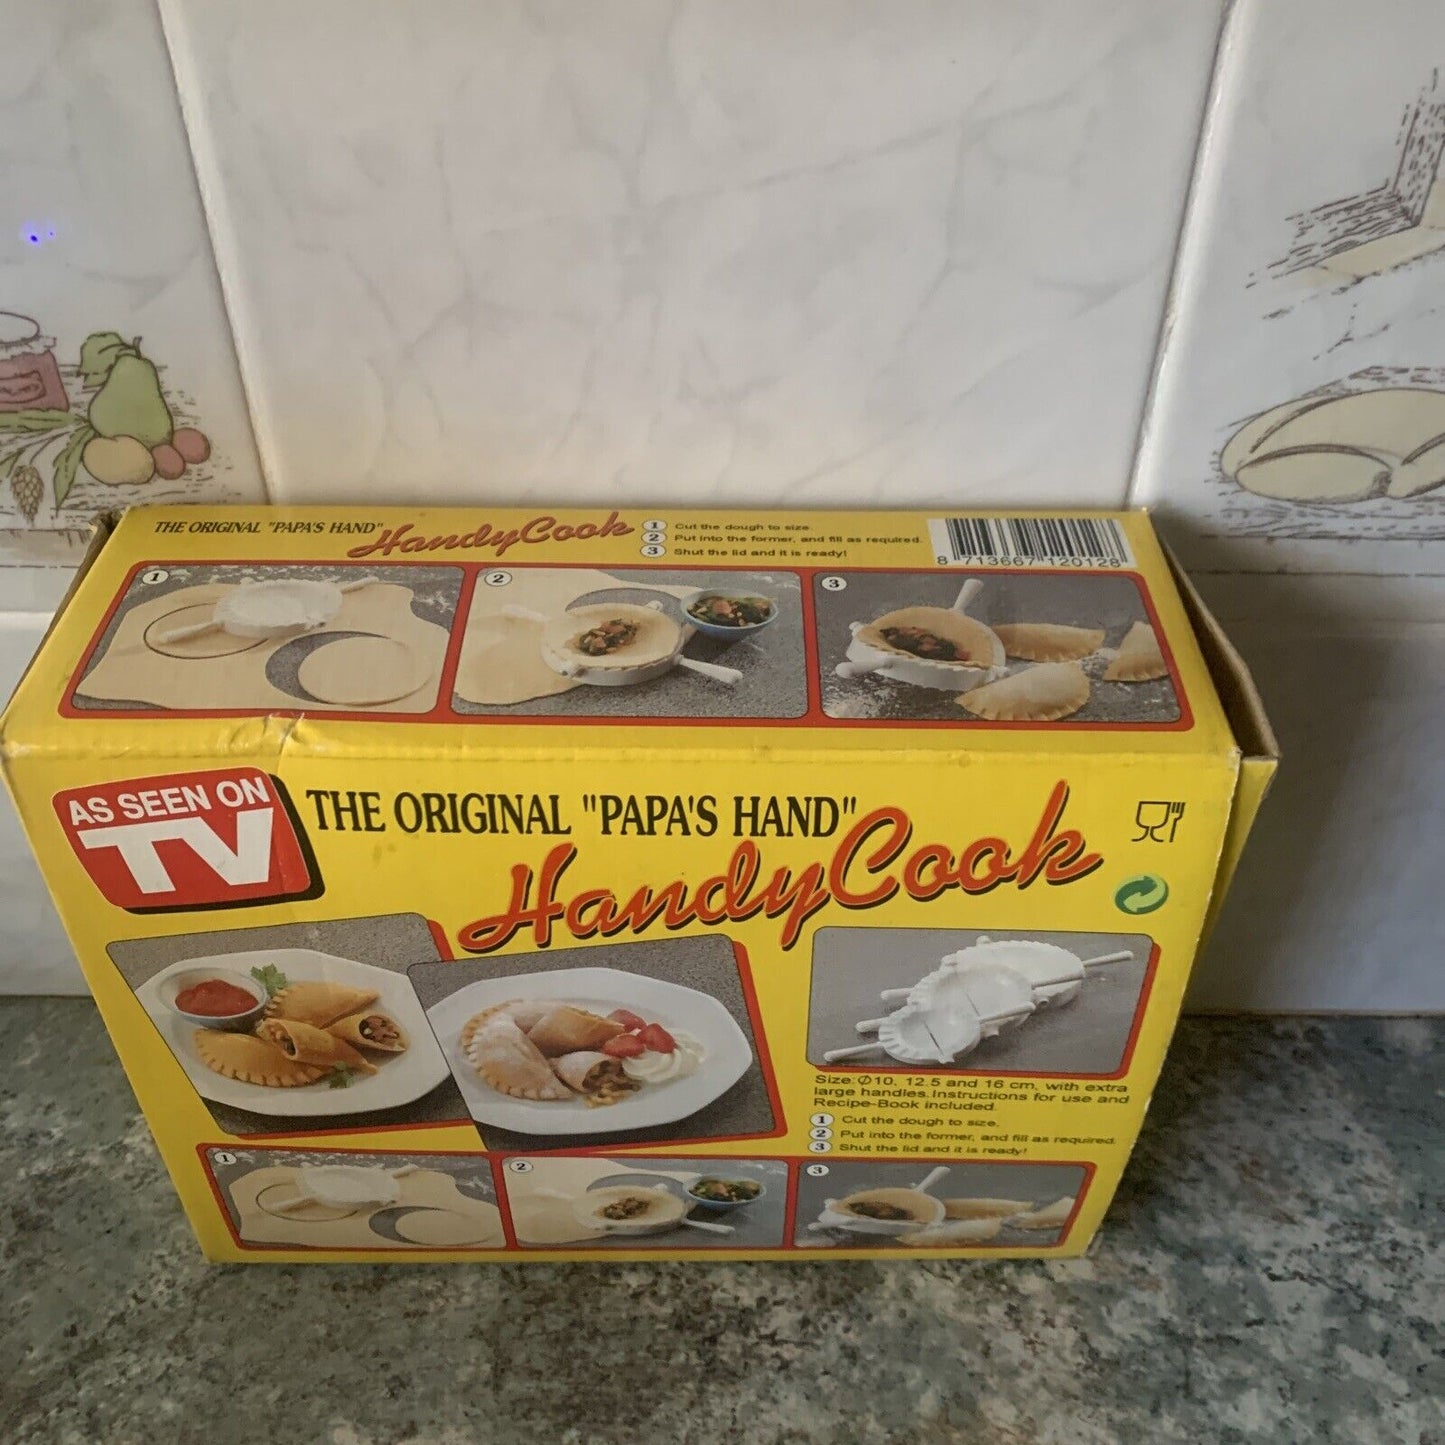 THE ORIGINAL "PAPA'S HAND"
HandyCook
1 Cut the dough to size.
2 Put into the former, and fill as required.
3 Shut the lid and it is ready!
8 713667 120128
1
2
3
AS SEEN ON
TV
THE ORIGINAL "PAPA'S HAND"
HandyCook
Size: Ø10, 12.5 and 16 cm, with extra
large handles. Instructions for use and
Recipe-Book included.
1 Cut the dough to size.
2 Put into the former, and fill as required.
3 Shut the lid and it is ready!
1
2
3